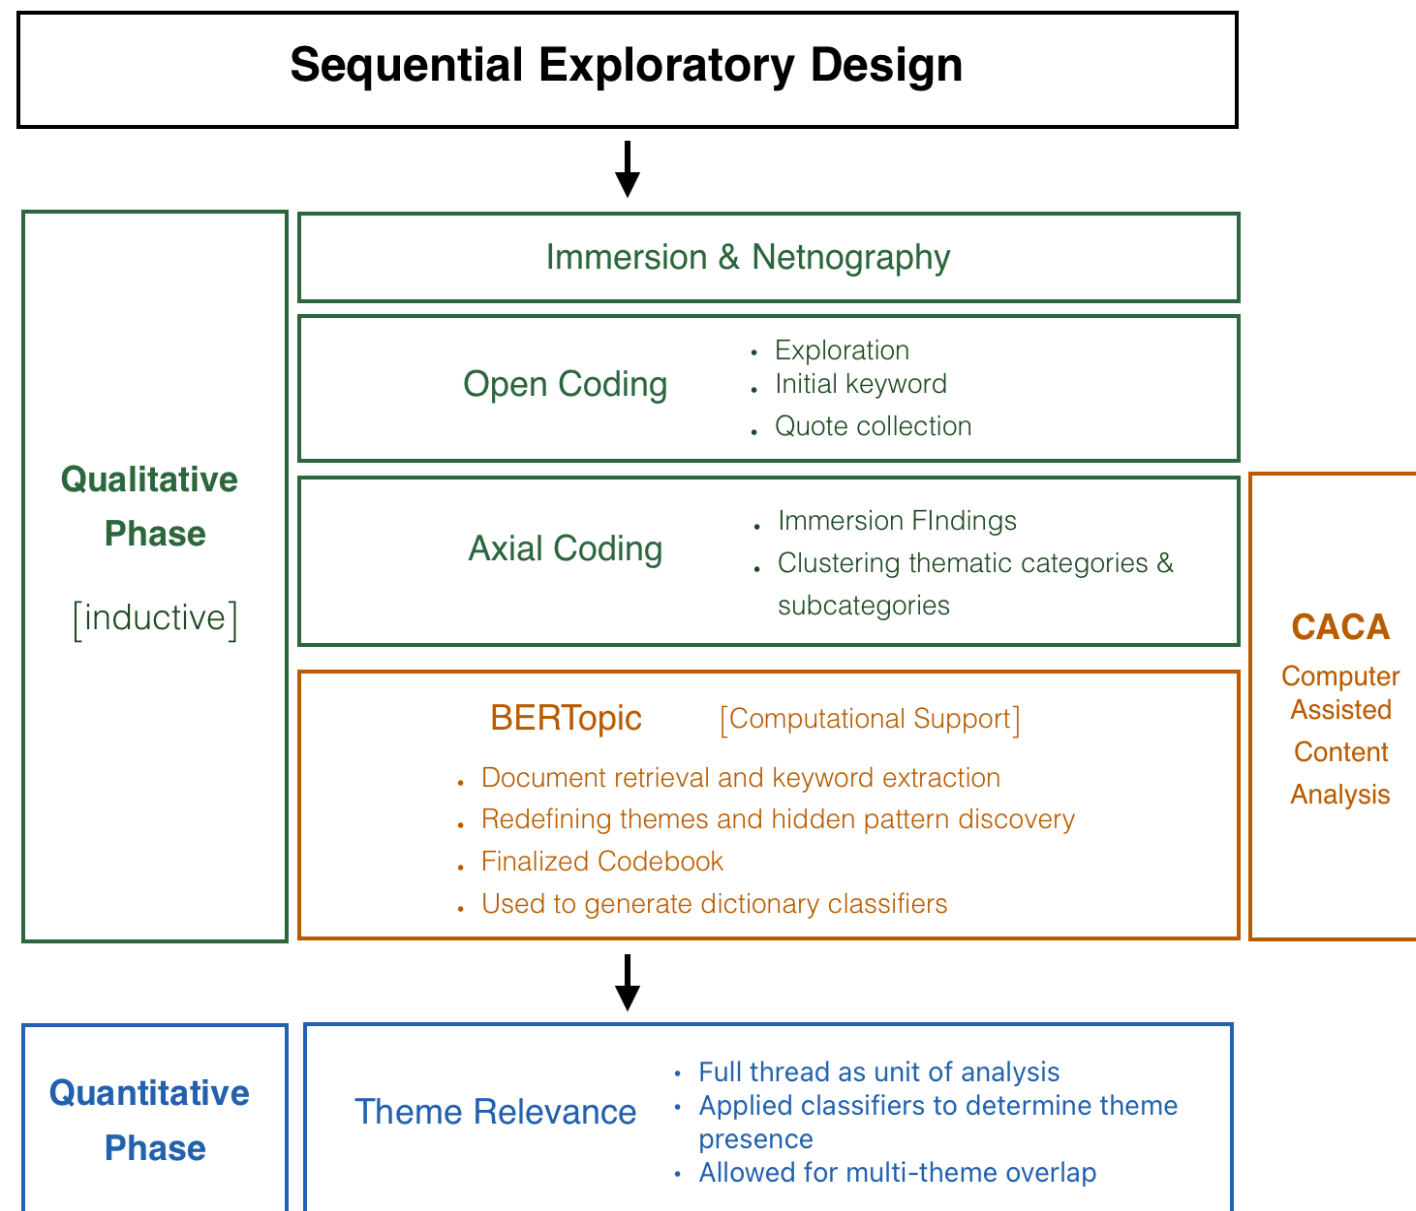 Sequential Exploratory Design
Qualitative
Phase
[inductive]
Immersion & Netnography
Open Coding
• Exploration
• Initial keyword
• Quote collection
Axial Coding
• Immersion FIndings
• Clustering thematic categories &
subcategories
BERTopic [Computational Support]
• Document retrieval and keyword extraction
• Redefining themes and hidden pattern discovery
• Finalized Codebook
• Used to generate dictionary classifiers
CACA
Computer
Assisted
Content
Analysis
Quantitative
Phase
Theme Relevance
• Full thread as unit of analysis
• Applied classifiers to determine theme
presence
• Allowed for multi-theme overlap